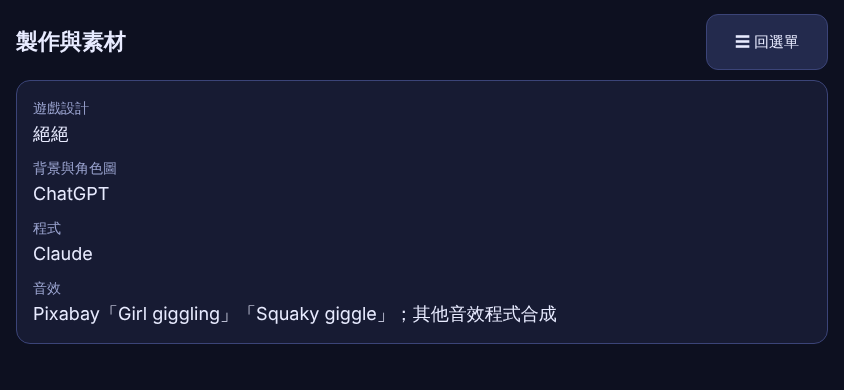 製作與素材
☰ 回選單
遊戲設計
絕絕
背景與角色圖
ChatGPT
程式
Claude
音效
Pixabay「Girl giggling」「Squaky giggle」；其他音效程式合成